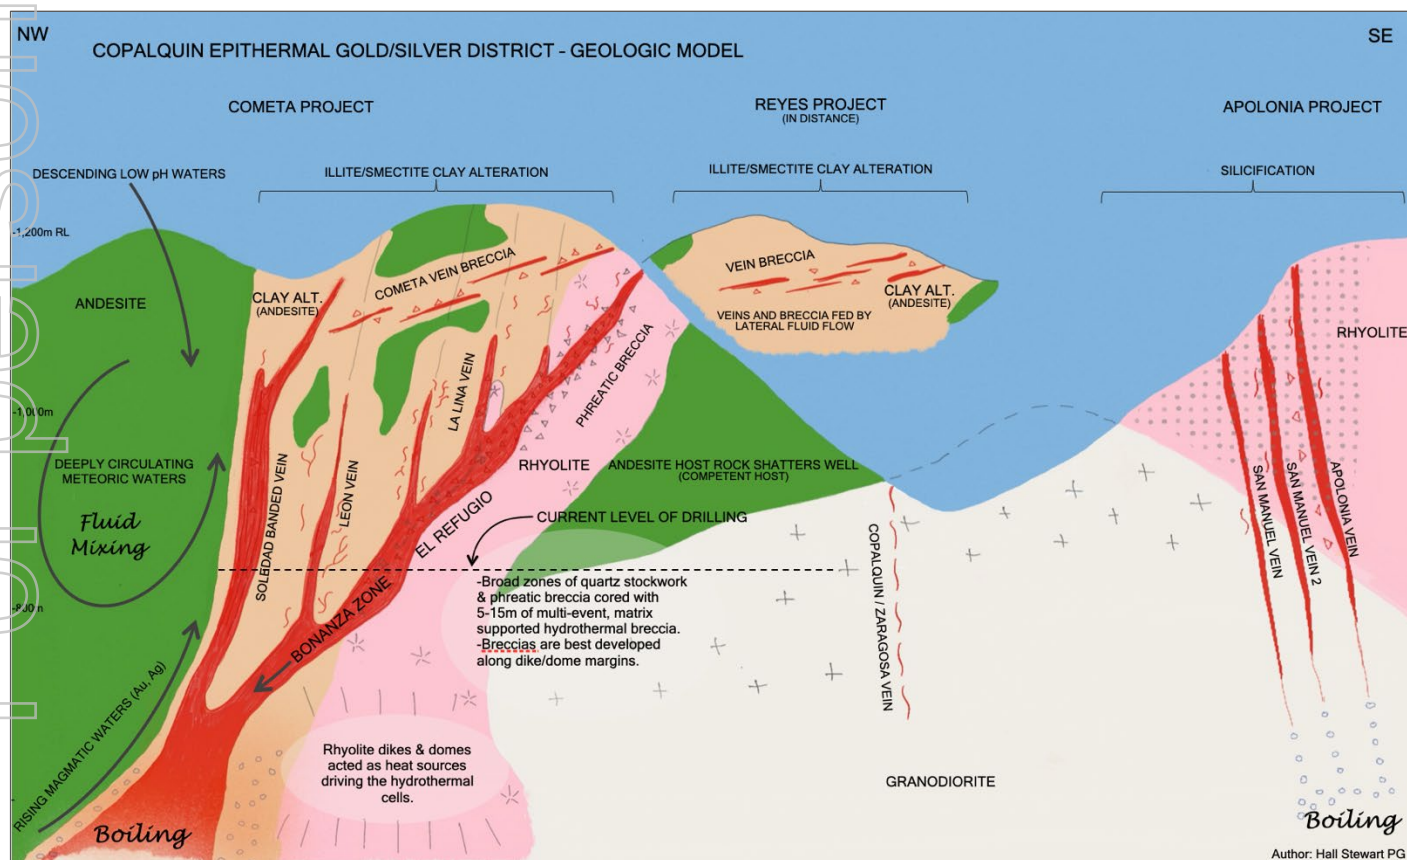 NW
SE
COPALQUIN EPITHERMAL GOLD/SILVER DISTRICT - GEOLOGIC MODEL
COMETA PROJECT
REYES PROJECT
(IN DISTANCE)
APOLONIA PROJECT
DESCENDING LOW pH WATERS
ILLITE/SMECTITE CLAY ALTERATION
ILLITE/SMECTITE CLAY ALTERATION
SILICIFICATION
-1,200m RL
ANDESITE
CLAY ALT.
(ANDESITE)
COMETA VEIN BRECCIA
VEIN BRECCIA
CLAY ALT.
(ANDESITE)
VEINS AND BRECCIA FED BY
LATERAL FLUID FLOW
RHYOLITE
-1,000m
LA LINA VEIN
PHREATIC BRECCIA
DEEPLY CIRCULATING
METEORIC WATERS
Fluid
Mixing
SOLEDAD BANDED VEIN
LEON VEIN
RHYOLITE
ANDESITE HOST ROCK SHATTERS WELL
(COMPETENT HOST)
EL REFUGIO
CURRENT LEVEL OF DRILLING
SAN MANUEL VEIN
SAN MANUEL VEIN 2
APOLONIA VEIN
COPALQUIN / ZARAGOSA VEIN
-800m
BONANZA ZONE
-Broad zones of quartz stockwork
& phreatic breccia cored with
5-15m of multi-event, matrix
supported hydrothermal breccia.
-Breccias are best developed
along dike/dome margins.
RISING MAGMATIC WATERS (Au, Ag)
Rhyolite dikes & domes
acted as heat sources
driving the hydrothermal
cells.
GRANODIORITE
Boiling
Boiling
Author: Hall Stewart PG